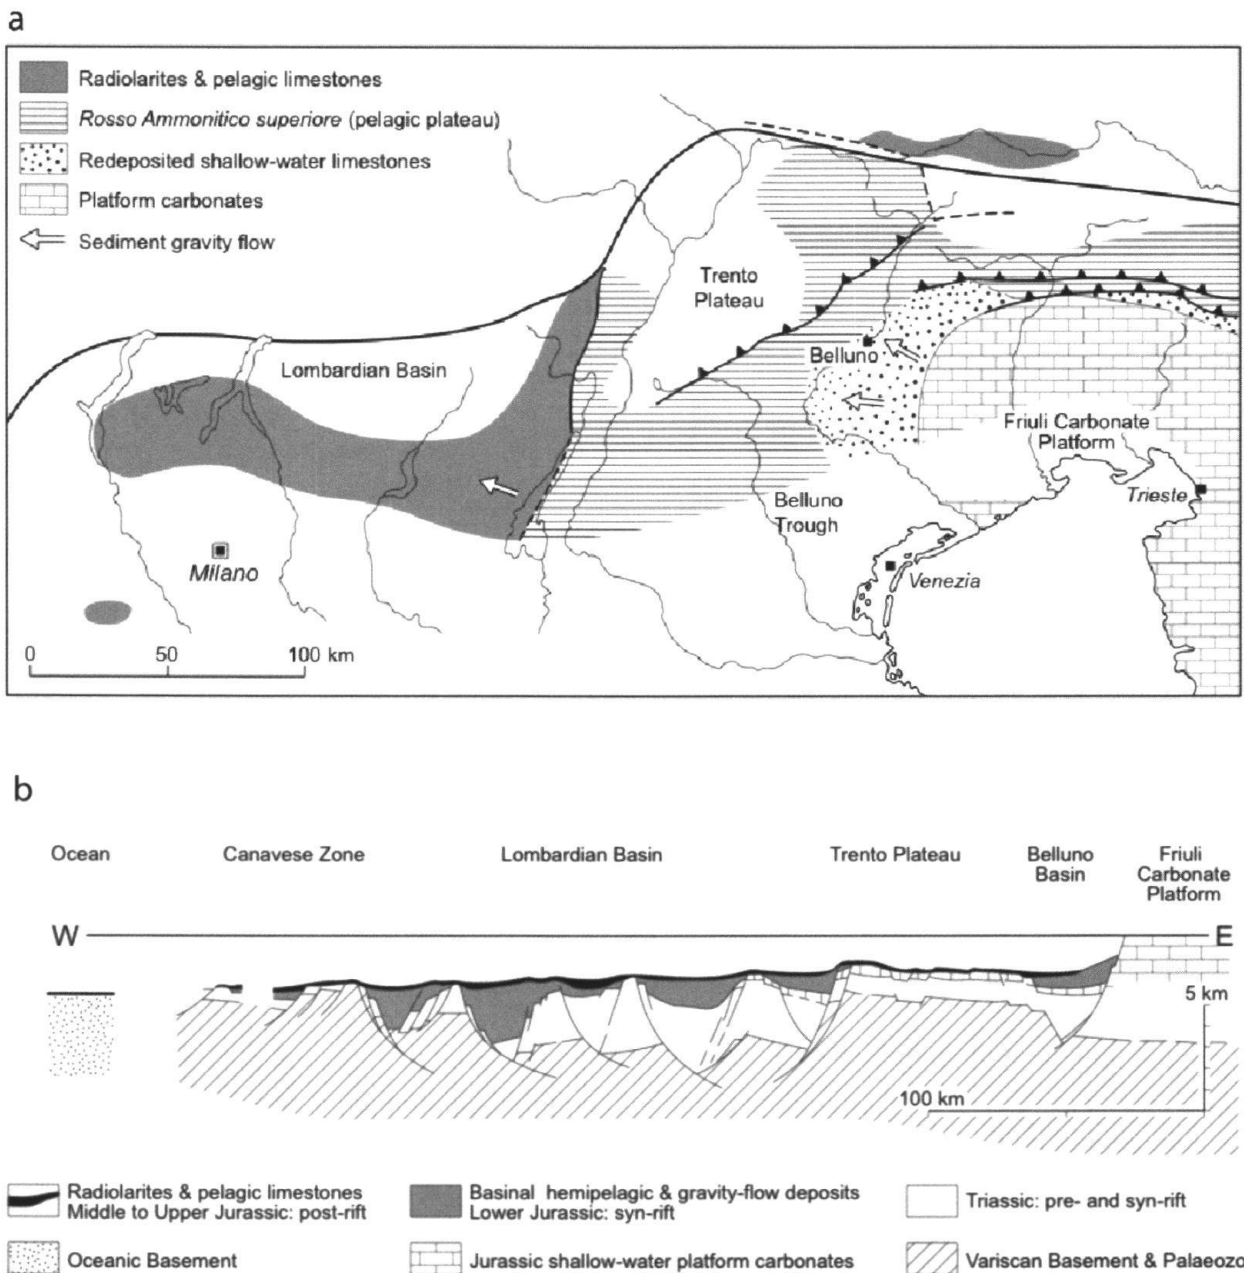 a
Radiolarites & pelagic limestones
Rosso Ammonitico superiore (pelagic plateau)
Redeposited shallow-water limestones
Platform carbonates
Sediment gravity flow
Trento
Plateau
Lombardian Basin
Belluno
Friuli Carbonate
Platform
Trieste
Belluno
Trough
Milano
Venezia
0 50 100 km
b
Ocean Canavese Zone Lombardian Basin Trento Plateau Belluno Basin Friuli Carbonate Platform
W E
5 km
100 km
Radiolarites & pelagic limestones
Middle to Upper Jurassic: post-rift
Basinal hemipelagic & gravity-flow deposits
Lower Jurassic: syn-rift
Triassic: pre- and syn-rift
Oceanic Basement
Jurassic shallow-water platform carbonates
Variscan Basement & Palaeozo